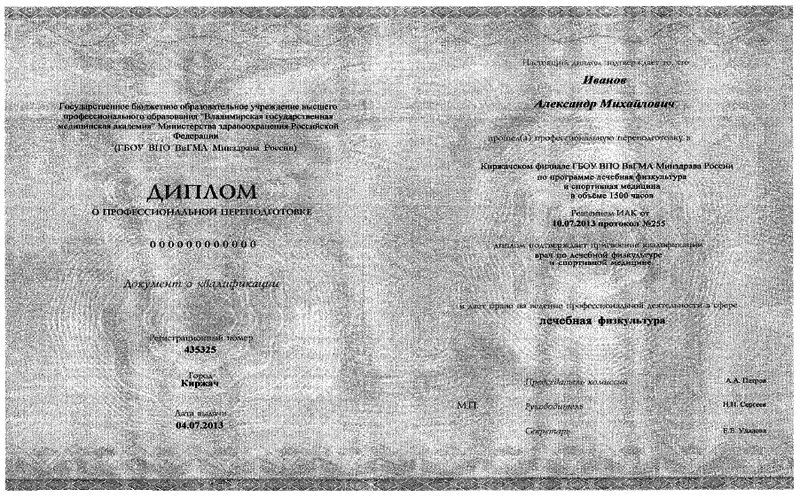 Государственное бюджетное образовательное учреждение высшего
профессионального образования "Владимирская государственная
медицинская академия" Министерства здравоохранения Российской
Федерации
(ГБОУ ВПО ВвГМА Минздрава России)
ДИПЛОМ
О ПРОФЕССИОНАЛЬНОЙ ПЕРЕПОДГОТОВКЕ
000000000000
Документ о квалификации
Регистрационный номер
435325
Город
Киржач
Дата выдачи
04.07.2013
Настоящий диплом подтверждает то, что
Иванов
Александр Михайлович
прошел(а) профессиональную переподготовку в
Киржачском филиале ГБОУ ВПО ВвГМА Минздрава России
по программе лечебная физкультура
и спортивная медицина
в объёме 1500 часов
Решением ИАК от
10.07.2013 протокол №255
диплом подтверждает присвоение квалификации
врач по лечебной физкультуре
и спортивной медицине
и дает право на ведение профессиональной деятельности в сфере
лечебная физкультура
Председатель комиссии А.А. Петров
М.П. Руководитель Н.Н. Сергеев
Секретарь Е.В. Уланова